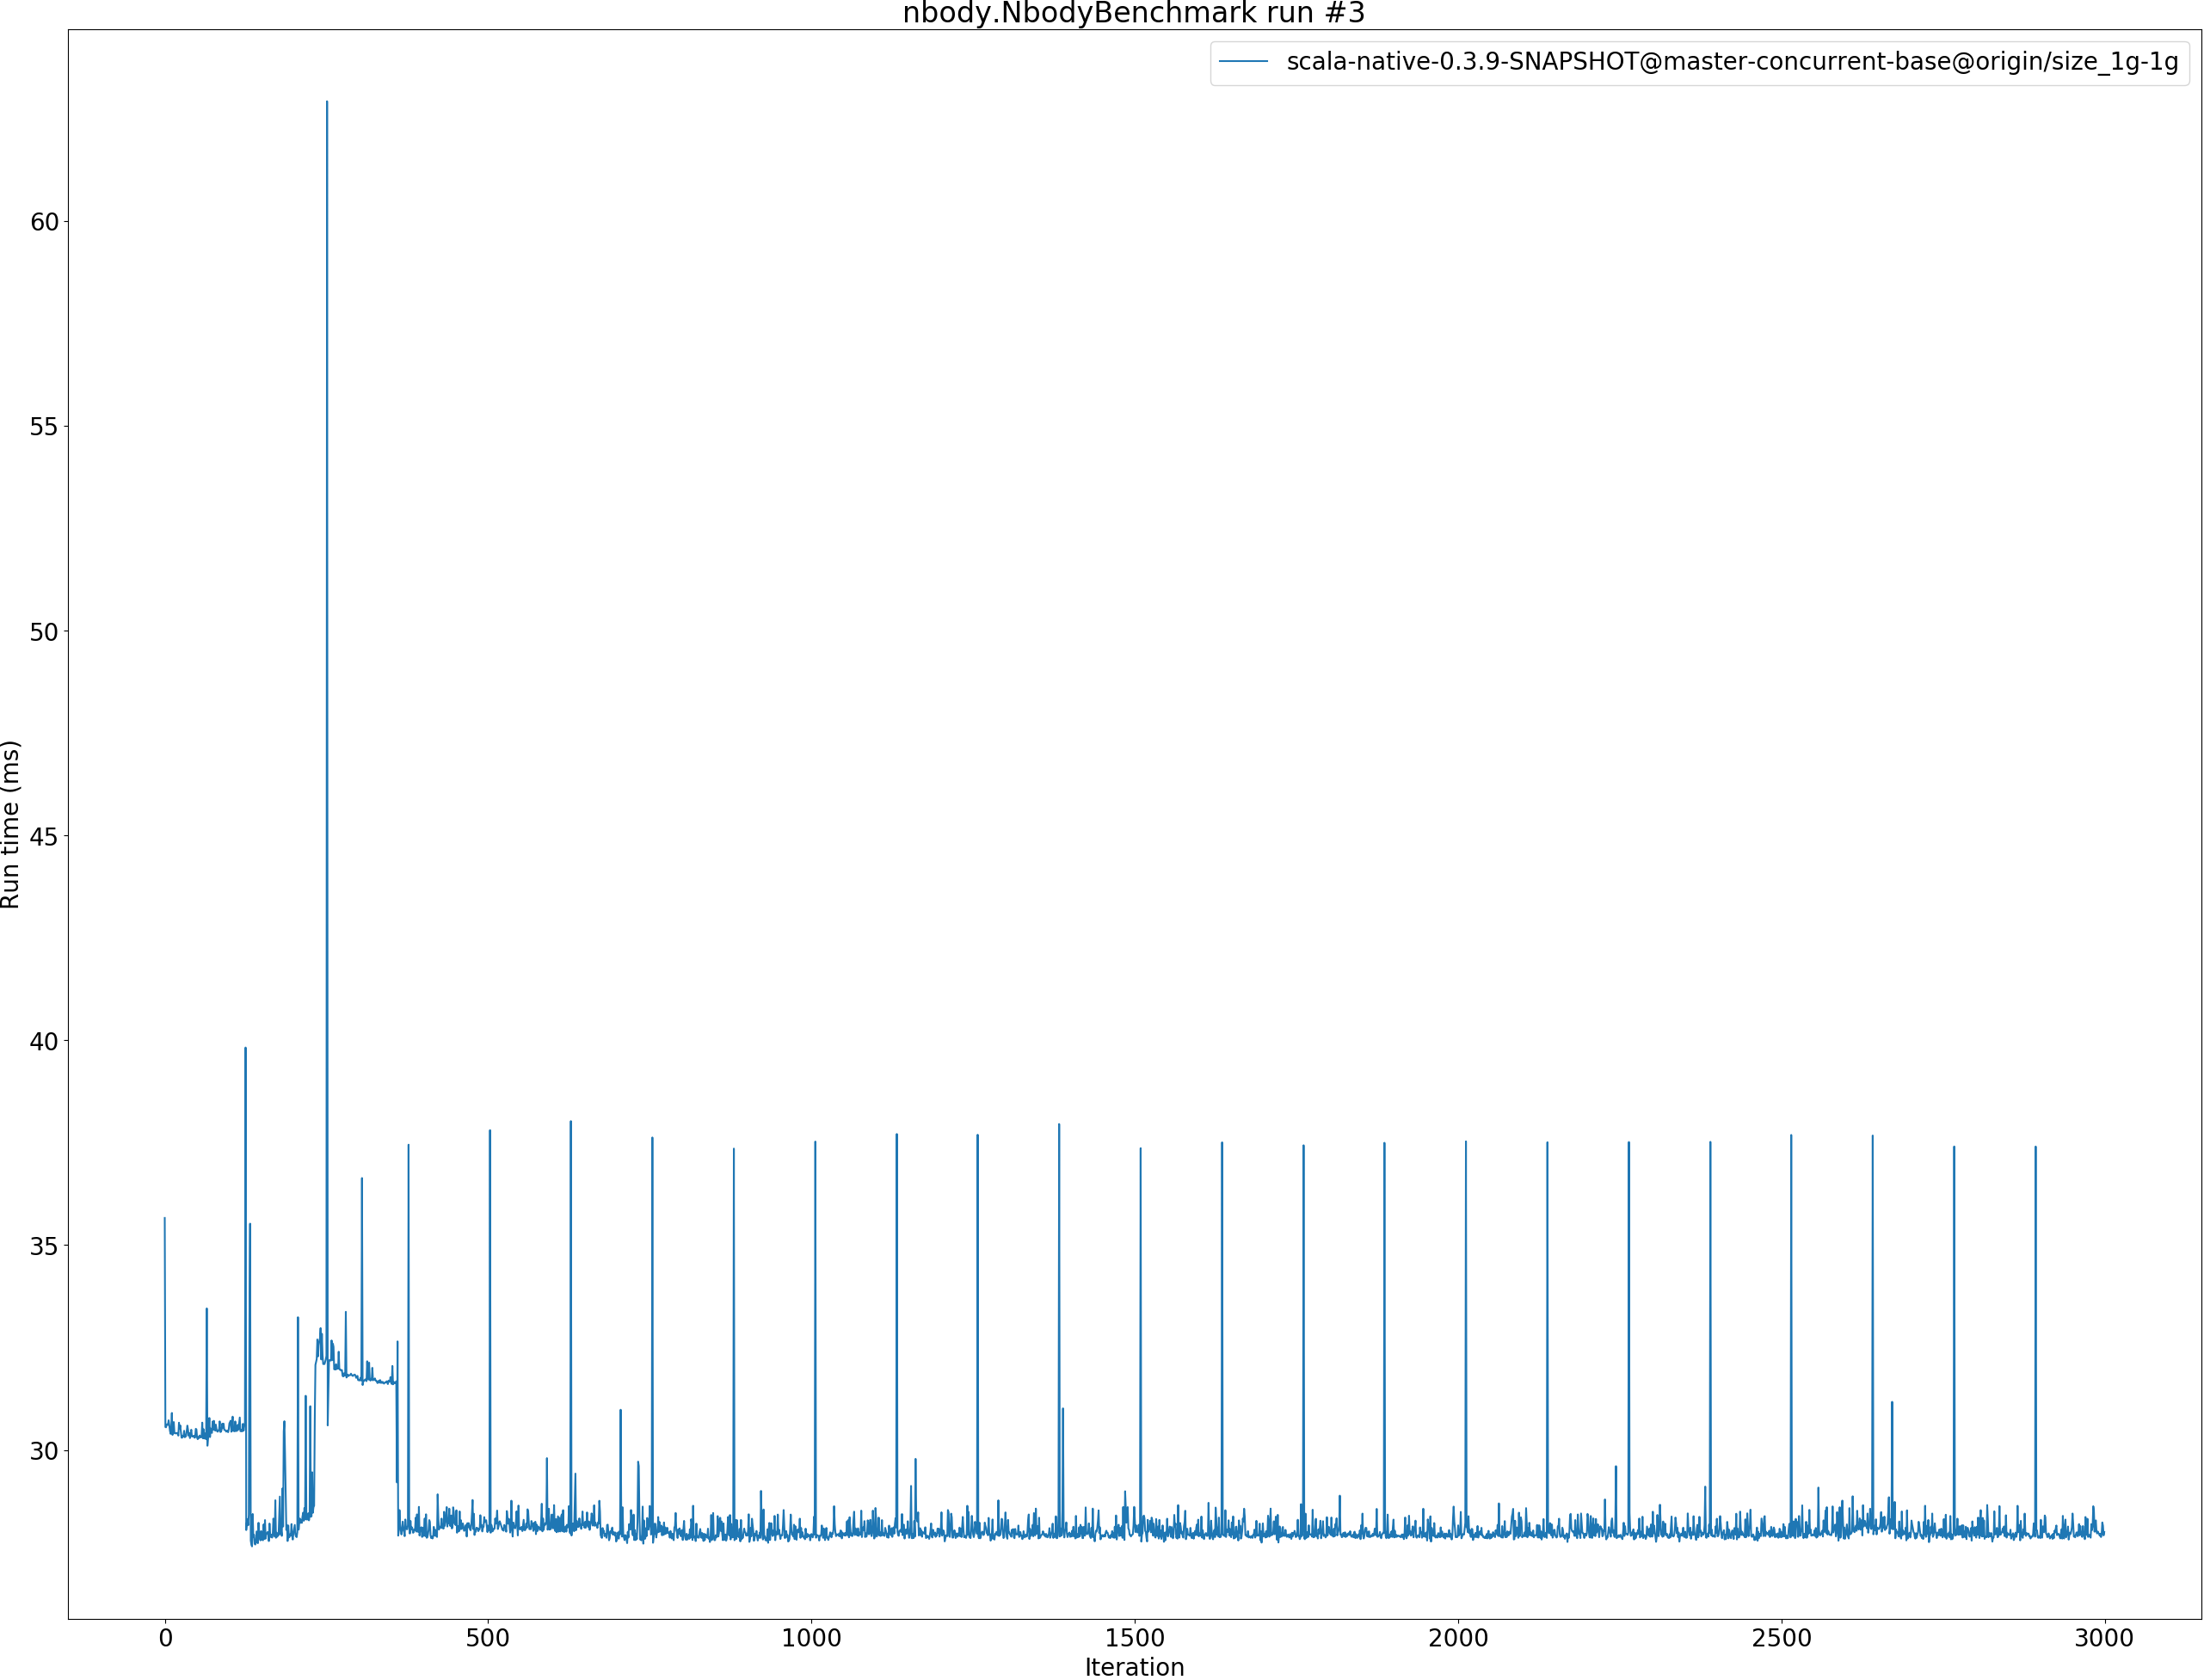 nbody.NbodyBenchmark run #3
scala-native-0.3.9-SNAPSHOT@master-concurrent-base@origin/size_1g-1g
60
55
50
45
40
35
30
Run time (ms)
0 500 1000 1500 2000 2500 3000
Iteration